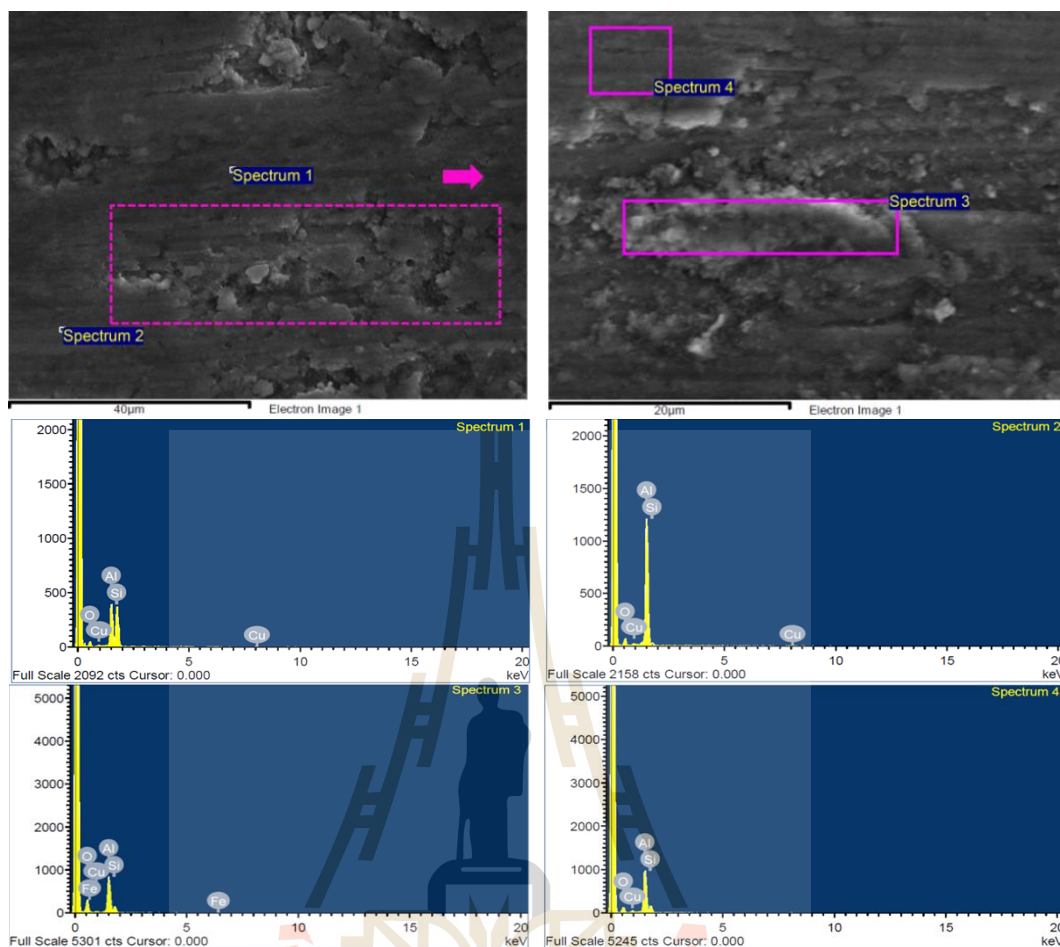 Spectrum 1
Spectrum 2
40µm Electron Image 1
Spectrum 4
Spectrum 3
20µm Electron Image 1
Spectrum 1
2000
1500
1000
500
0
Al
Si
O
Cu
Cu
0 5 10 15 20
Full Scale 2092 cts Cursor: 0.000 keV
Spectrum 2
2000
1500
1000
500
0
Al
Si
O
Cu
Cu
0 5 10 15 20
Full Scale 2158 cts Cursor: 0.000 keV
Spectrum 3
5000
4000
3000
2000
1000
0
Al
O
Si
Cu
Fe
Fe
0 5 10 15 20
Full Scale 5301 cts Cursor: 0.000 keV
Spectrum 4
5000
4000
3000
2000
1000
0
Al
Si
O
Cu
0 5 10 15 20
Full Scale 5245 cts Cursor: 0.000 keV